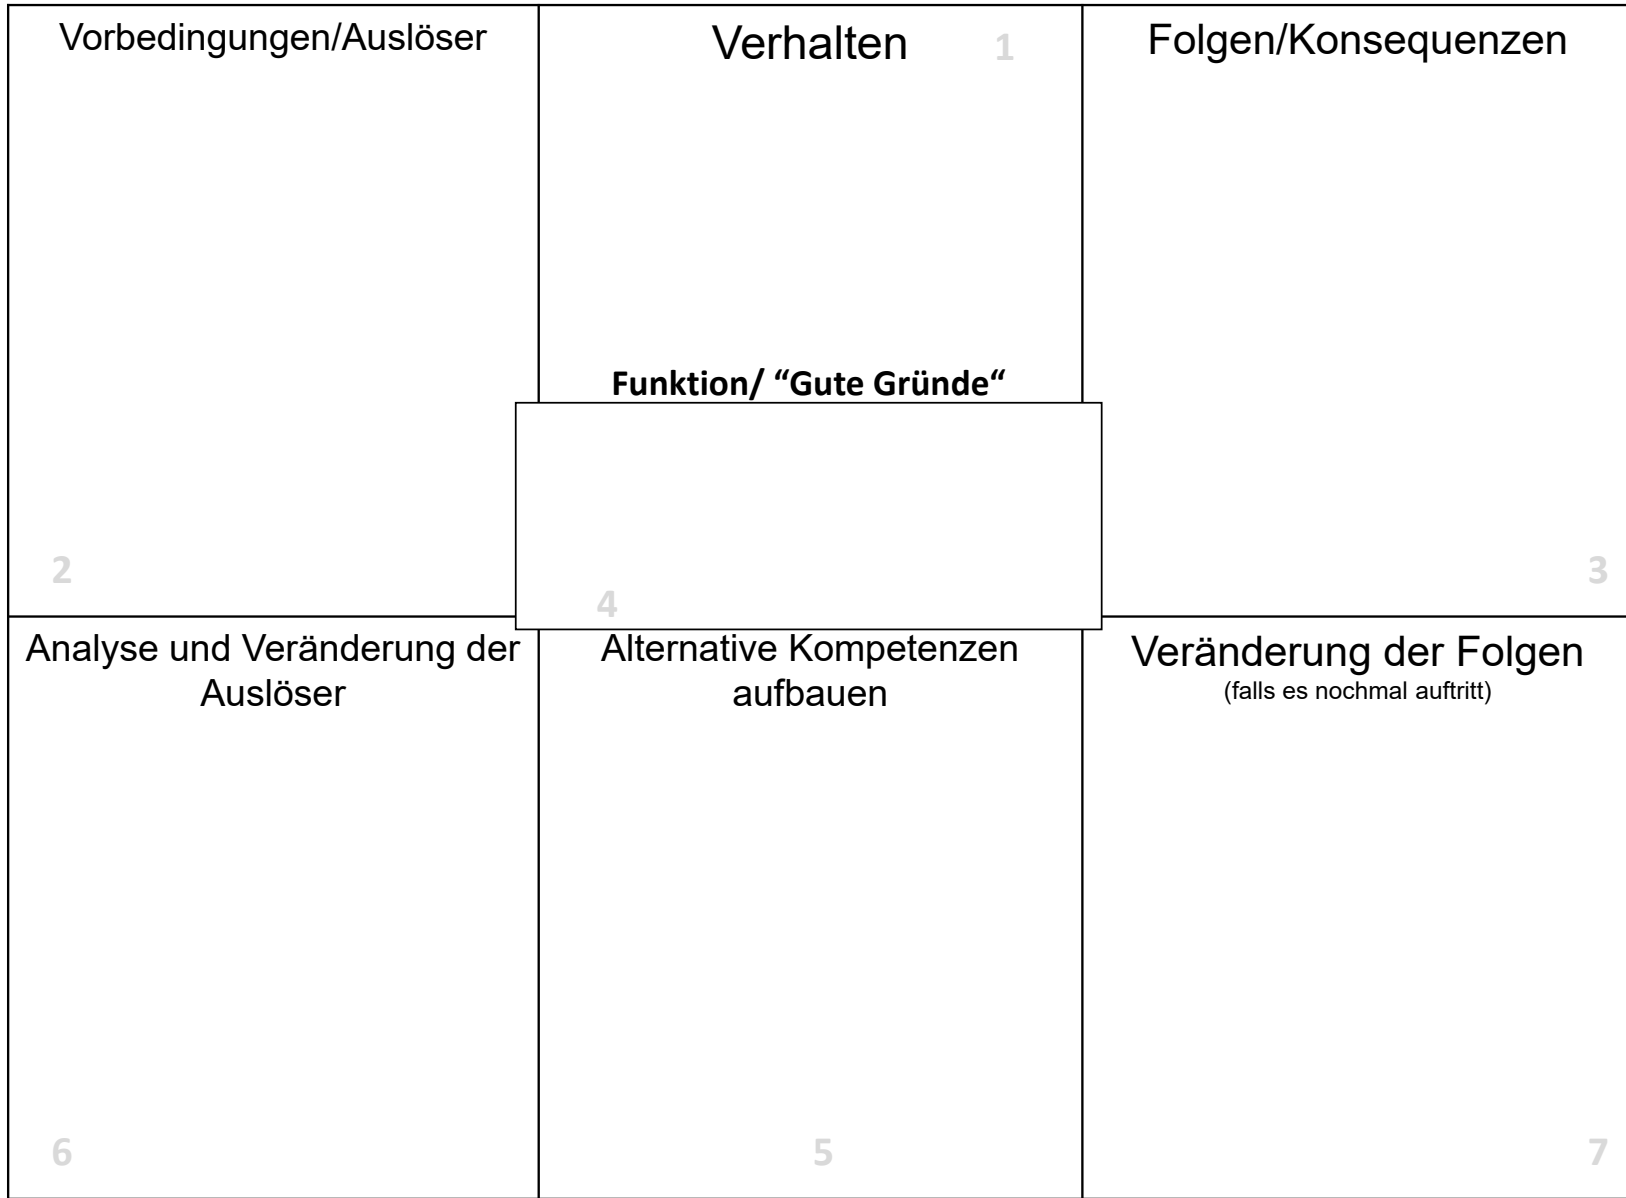 Vorbedingungen/Auslöser
2
Verhalten 1
Funktion/ “Gute Gründe“
4
Folgen/Konsequenzen
3
Analyse und Veränderung der
Auslöser
6
Alternative Kompetenzen
aufbauen
5
Veränderung der Folgen
(falls es nochmal auftritt)
7